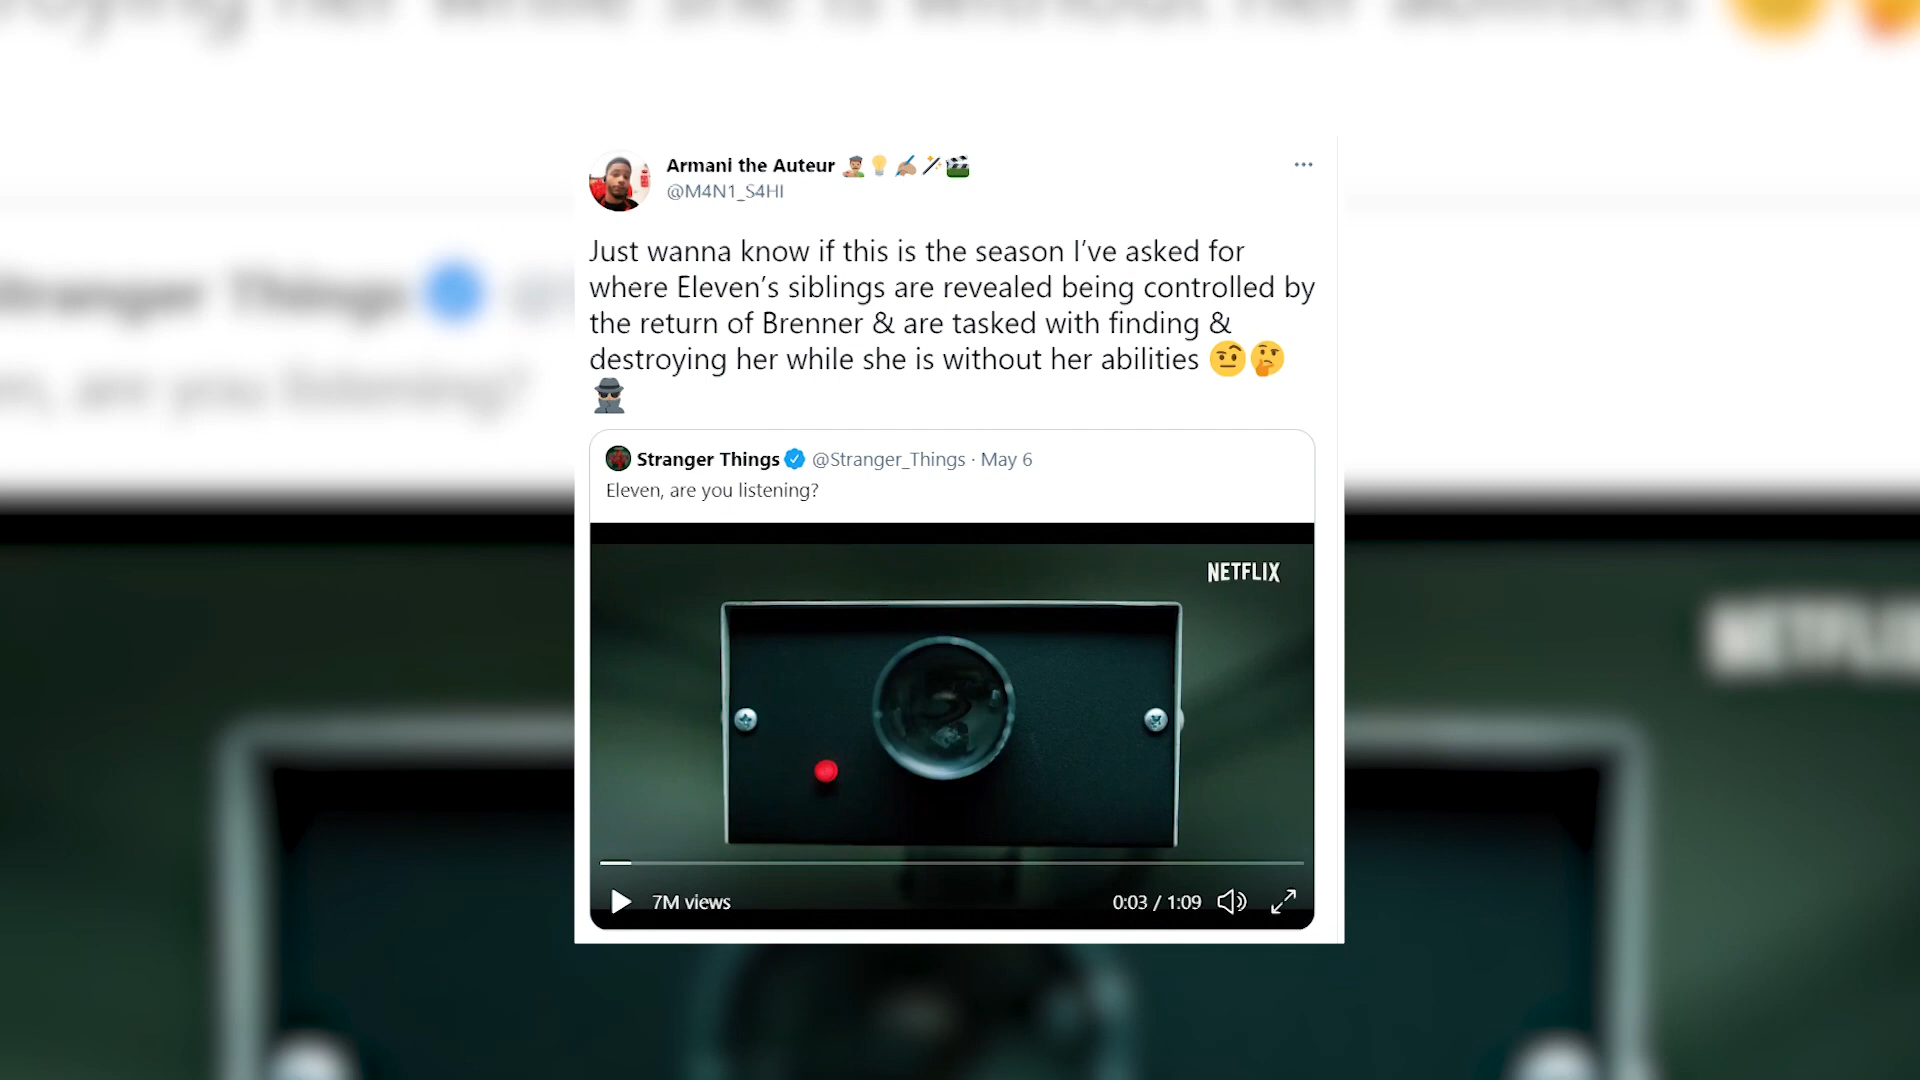 Armani the Auteur
@M4N1_S4HI
Just wanna know if this is the season I’ve asked for
where Eleven’s siblings are revealed being controlled by
the return of Brenner & are tasked with finding &
destroying her while she is without her abilities 🤨🤔
🕵🏽
Stranger Things @Stranger_Things · May 6
Eleven, are you listening?
NETFLIX
7M views 0:03 / 1:09